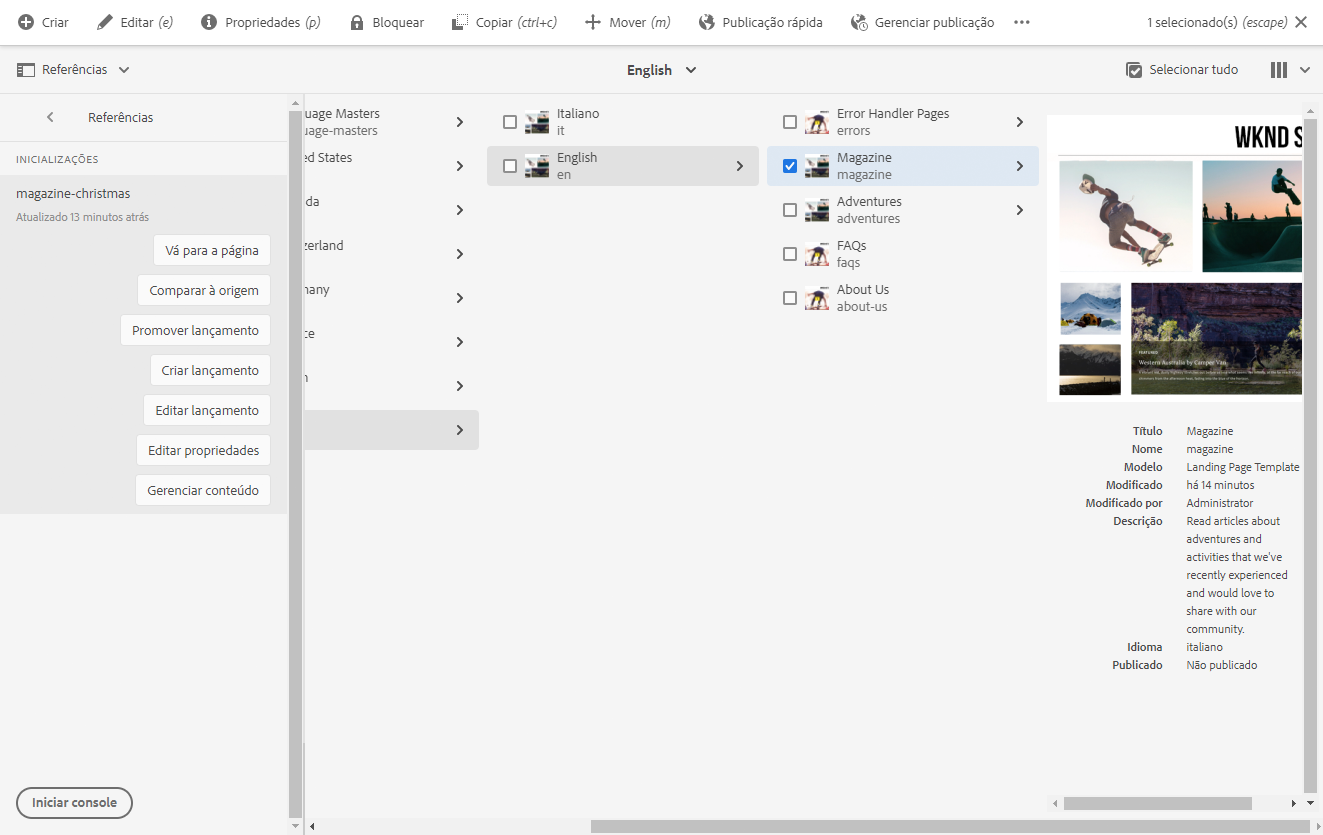 Criar Editar (e) Propriedades (p) Bloquear Copiar (ctrl+c) Mover (m) Publicação rápida Gerenciar publicação 1 selecionado(s) (escape)
Referências English Selecionar tudo
Referências
INICIALIZAÇÕES
magazine-christmas
Atualizado 13 minutos atrás
Vá para a página
Comparar à origem
Promover lançamento
Criar lançamento
Editar lançamento
Editar propriedades
Gerenciar conteúdo
Iniciar console
uage Masters
uage-masters
ed States
da
erland
any
ce
Italiano
it
English
en
Error Handler Pages
errors
Magazine
magazine
Adventures
adventures
FAQs
faqs
About Us
about-us
WKND S
FEATURED
Western Australia by Camper Van
Título Magazine
Nome magazine
Modelo Landing Page Template
Modificado há 14 minutos
Modificado por Administrator
Descrição Read articles about
adventures and
activities that we've
recently experienced
and would love to
share with our
community.
Idioma italiano
Publicado Não publicado